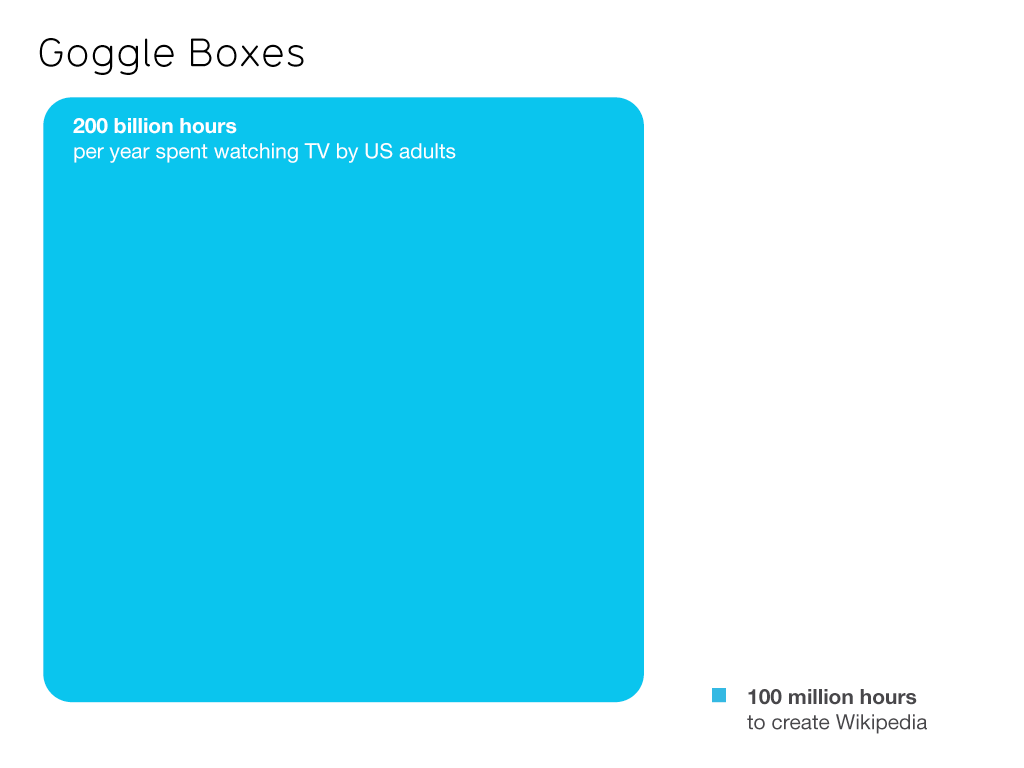 Goggle Boxes
200 billion hours
per year spent watching TV by US adults
100 million hours
to create Wikipedia